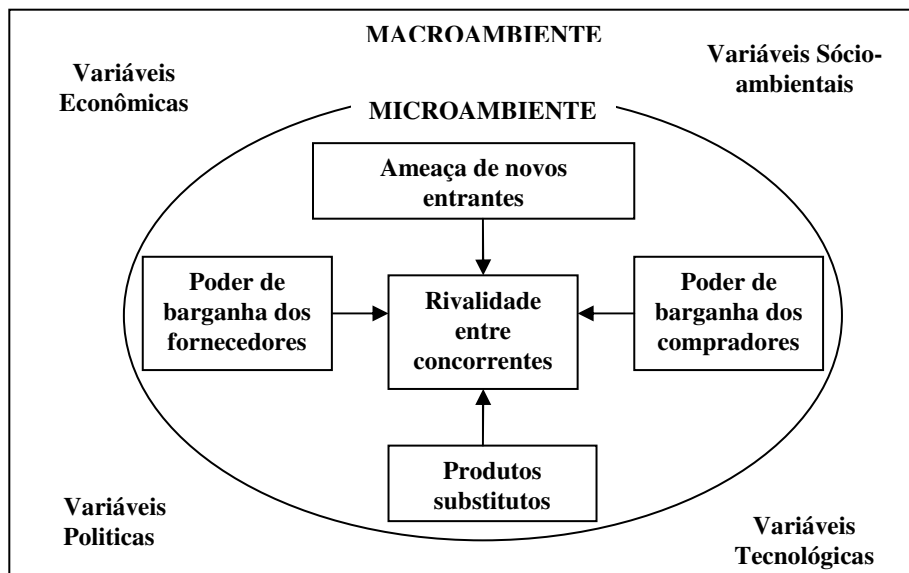 MACROAMBIENTE
Variáveis
Econômicas
Variáveis Sócio-
ambientais
MICROAMBIENTE
Ameaça de novos
entrantes
Poder de
barganha dos
fornecedores
Rivalidade
entre
concorrentes
Poder de
barganha dos
compradores
Produtos
substitutos
Variáveis
Politicas
Variáveis
Tecnológicas